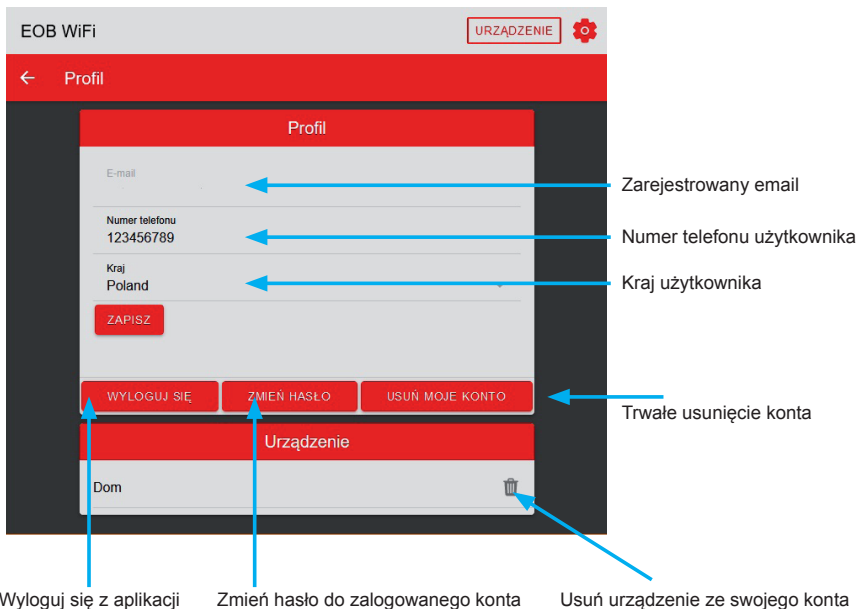 EOB WiFi
URZĄDZENIE
Profil
Profil
E-mail
Zarejestrowany email
Numer telefonu
123456789
Numer telefonu użytkownika
Kraj
Poland
Kraj użytkownika
ZAPISZ
WYLOGUJ SIĘ
ZMIEŃ HASŁO
USUŃ MOJE KONTO
Trwałe usunięcie konta
Urządzenie
Dom
Wyloguj się z aplikacji
Zmień hasło do zalogowanego konta
Usuń urządzenie ze swojego konta